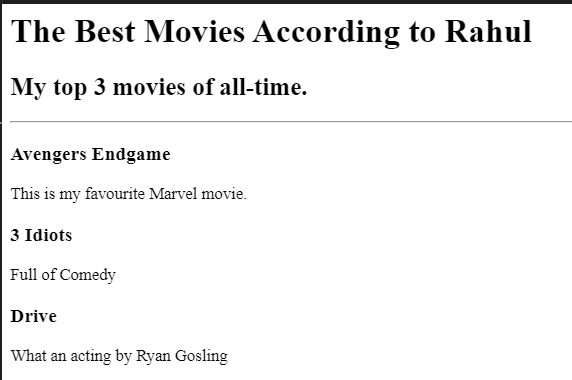 The Best Movies According to Rahul
My top 3 movies of all-time.
Avengers Endgame
This is my favourite Marvel movie.
3 Idiots
Full of Comedy
Drive
What an acting by Ryan Gosling